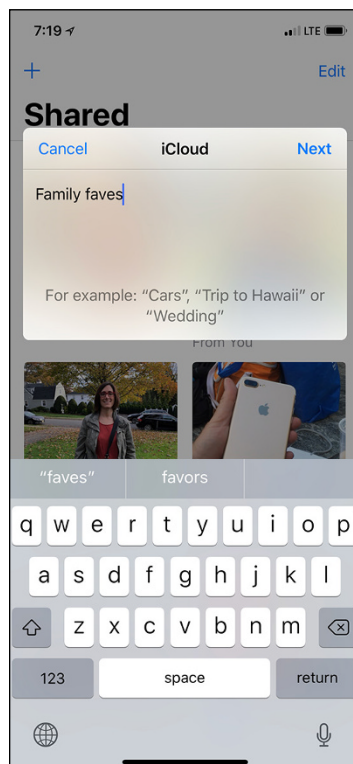 7:19 LTE
+ Edit
Shared
Cancel iCloud Next
Family faves
For example: “Cars”, “Trip to Hawaii” or
“Wedding”
From You
“faves” favors
q w e r t y u i o p
a s d f g h j k l
z x c v b n m
123 space return